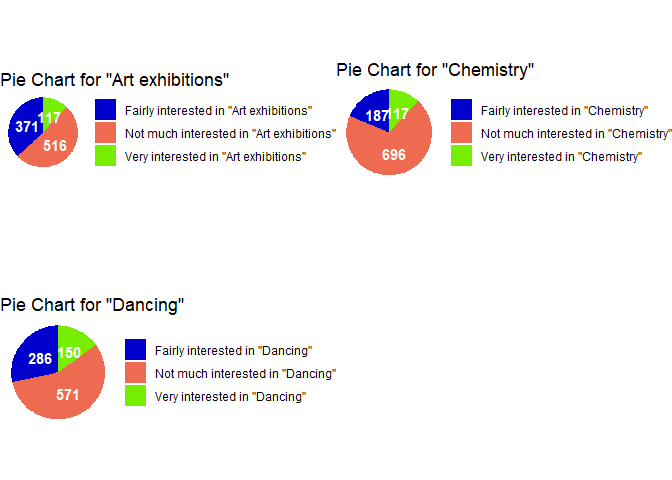 Pie Chart for "Art exhibitions"
371
117
516
Fairly interested in "Art exhibitions"
Not much interested in "Art exhibitions"
Very interested in "Art exhibitions"
Pie Chart for "Chemistry"
187
117
696
Fairly interested in "Chemistry"
Not much interested in "Chemistry"
Very interested in "Chemistry"
Pie Chart for "Dancing"
286
150
571
Fairly interested in "Dancing"
Not much interested in "Dancing"
Very interested in "Dancing"